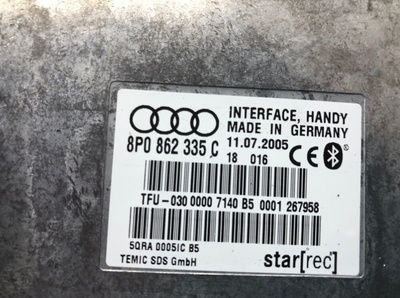 INTERFACE, HANDY
MADE IN GERMANY
8P0 862 335 C
11.07.2005
18 016
CE
TFU-030 0000 7140 B5 0001 267958
5QRA 0005IC B5
TEMIC SDS GmbH
star[rec]